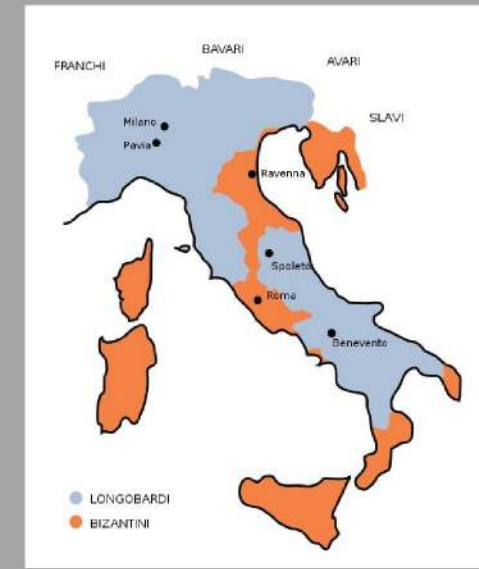 BAVARI
FRANCHI
AVARI
SLAVI
Milano
Pavia
Ravenna
Spoleto
Roma
Benevento
LONGOBARDI
BIZANTINI